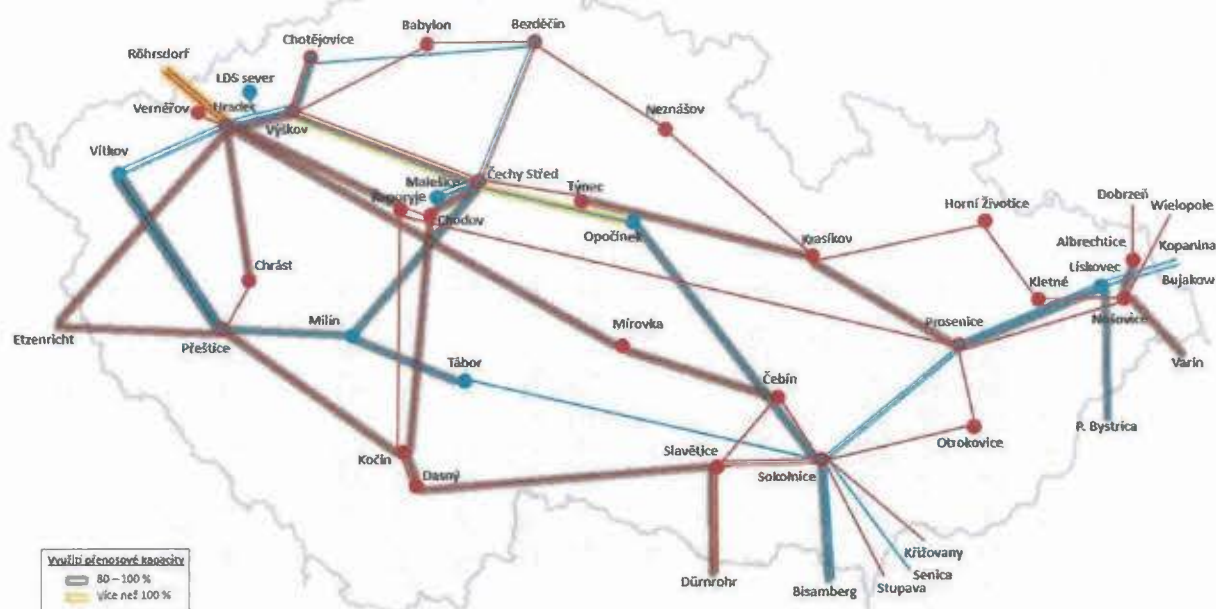 Babylon
Bezděčín
Chotějovice
Röhrsdorf
LDS sever
Vernéřov
Hradec
Výškov
Neznášov
Vítkov
Malešice
Čechy Střed
Řeporyje
Chodov
Týnec
Opočínek
Krasíkov
Horní Životice
Dobrzeń
Wielopole
Albrechtice
Kopanina
Lískovec
Bujakow
Kletné
Nošovice
Chrást
Etzenricht
Přeštice
Milín
Mírovka
Prosenice
Varín
Tábor
Čebín
P. Bystrica
Otrokovice
Kočín
Dasný
Slavětice
Sokolnice
Křižovany
Senica
Stupava
Dürnrohr
Bisamberg
Využití přenosové kapacity
80 – 100 %
více než 100 %